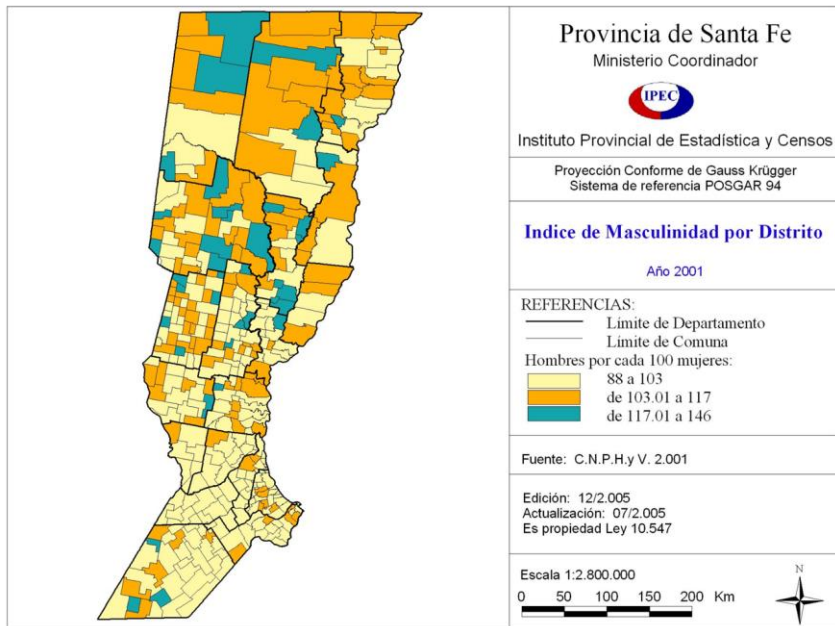 Provincia de Santa Fe
Ministerio Coordinador
IPEC
Instituto Provincial de Estadística y Censos
Proyección Conforme de Gauss Krügger
Sistema de referencia POSGAR 94
Indice de Masculinidad por Distrito
Año 2001
REFERENCIAS:
Límite de Departamento
Límite de Comuna
Hombres por cada 100 mujeres:
88 a 103
de 103.01 a 117
de 117.01 a 146
Fuente: C.N.P.H.y V. 2.001
Edición: 12/2.005
Actualización: 07/2.005
Es propiedad Ley 10.547
Escala 1:2.800.000
N
0 50 100 150 200 Km